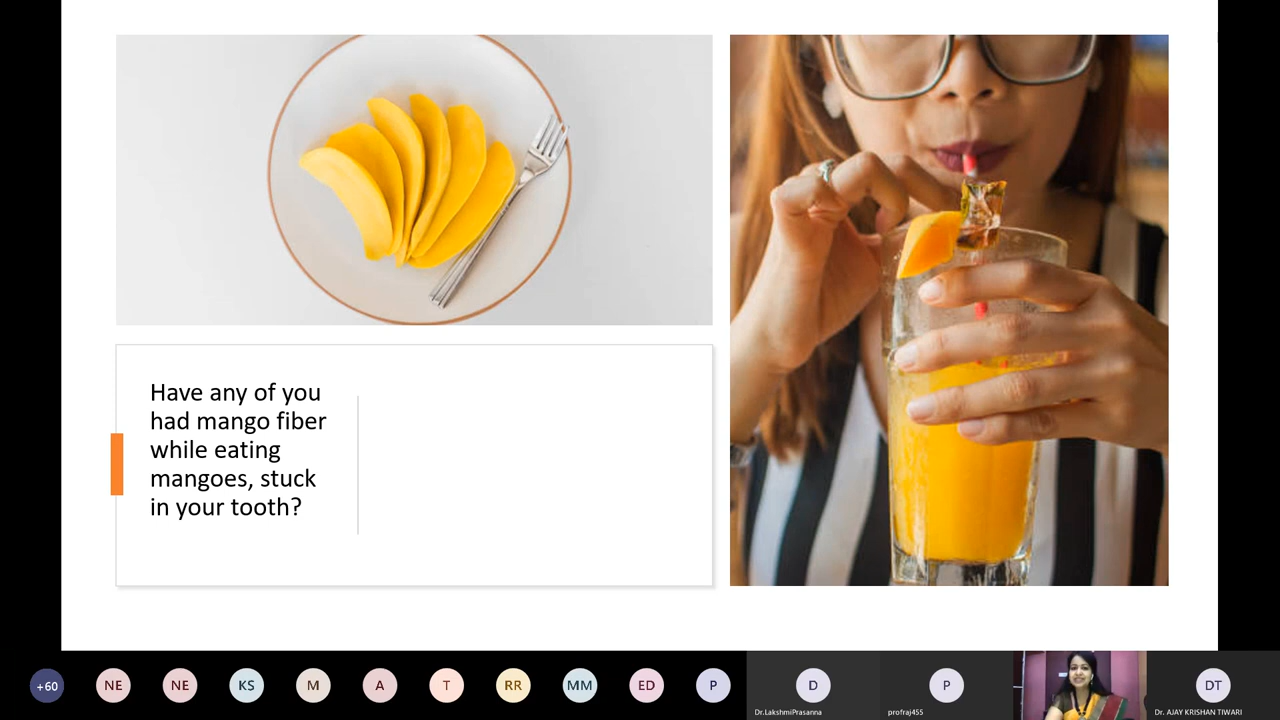 Have any of you
had mango fiber
while eating
mangoes, stuck
in your tooth?
+60
NE
NE
KS
M
A
T
RR
MM
ED
P
D
Dr.LakshmiPrasanna
P
profraj455
DT
Dr. AJAY KRISHAN TIWARI